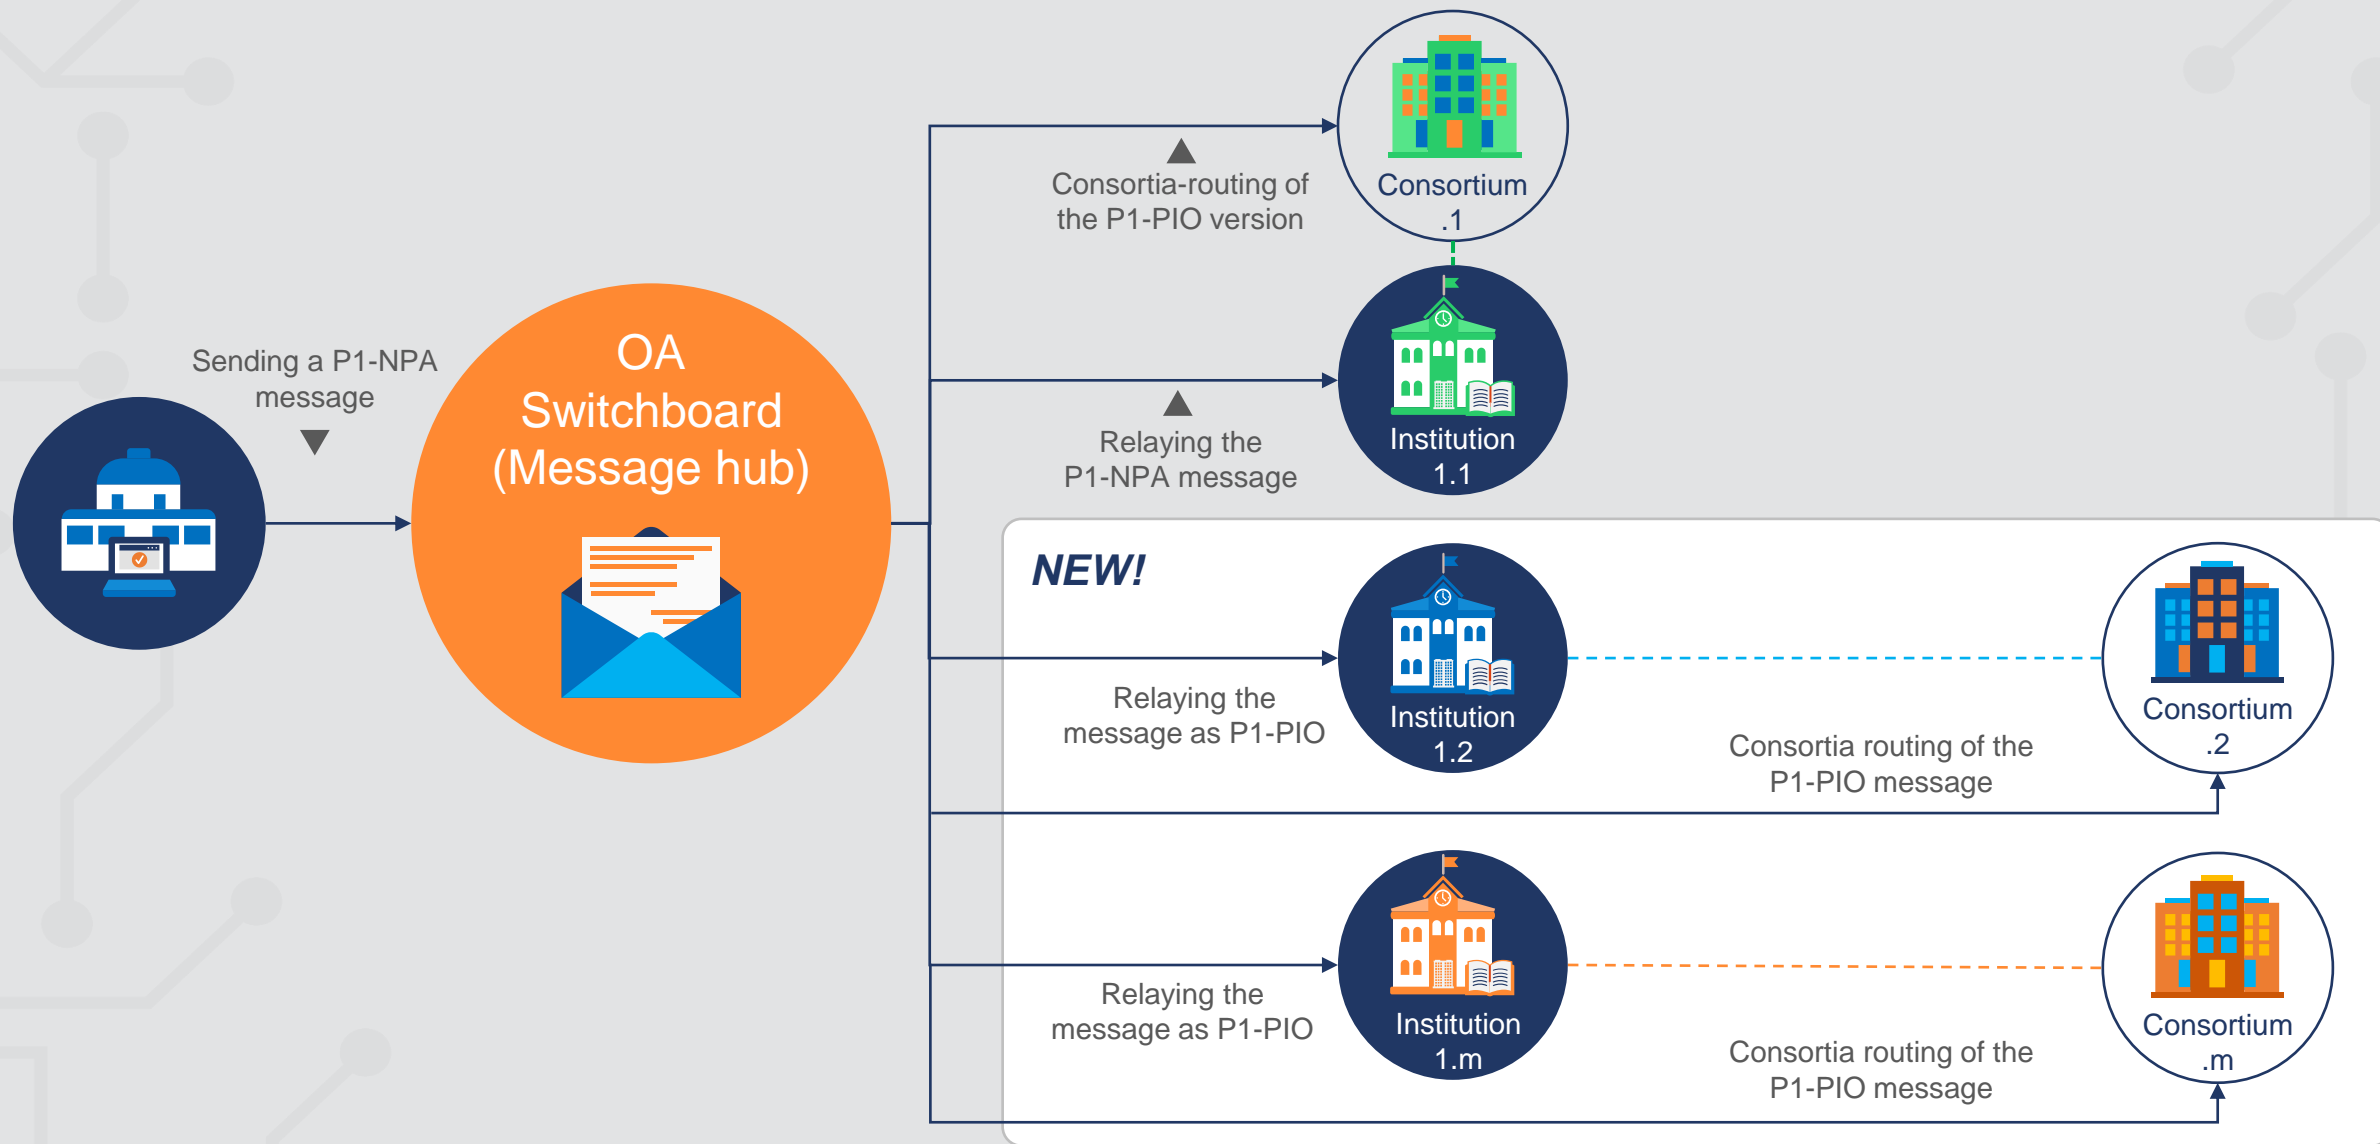 Sending a P1-NPA
message
OA
Switchboard
(Message hub)
Consortia-routing of
the P1-PIO version
Consortium
.1
Relaying the
P1-NPA message
Institution
1.1
NEW!
Relaying the
message as P1-PIO
Institution
1.2
Consortia routing of the
P1-PIO message
Consortium
.2
Relaying the
message as P1-PIO
Institution
1.m
Consortia routing of the
P1-PIO message
Consortium
.m